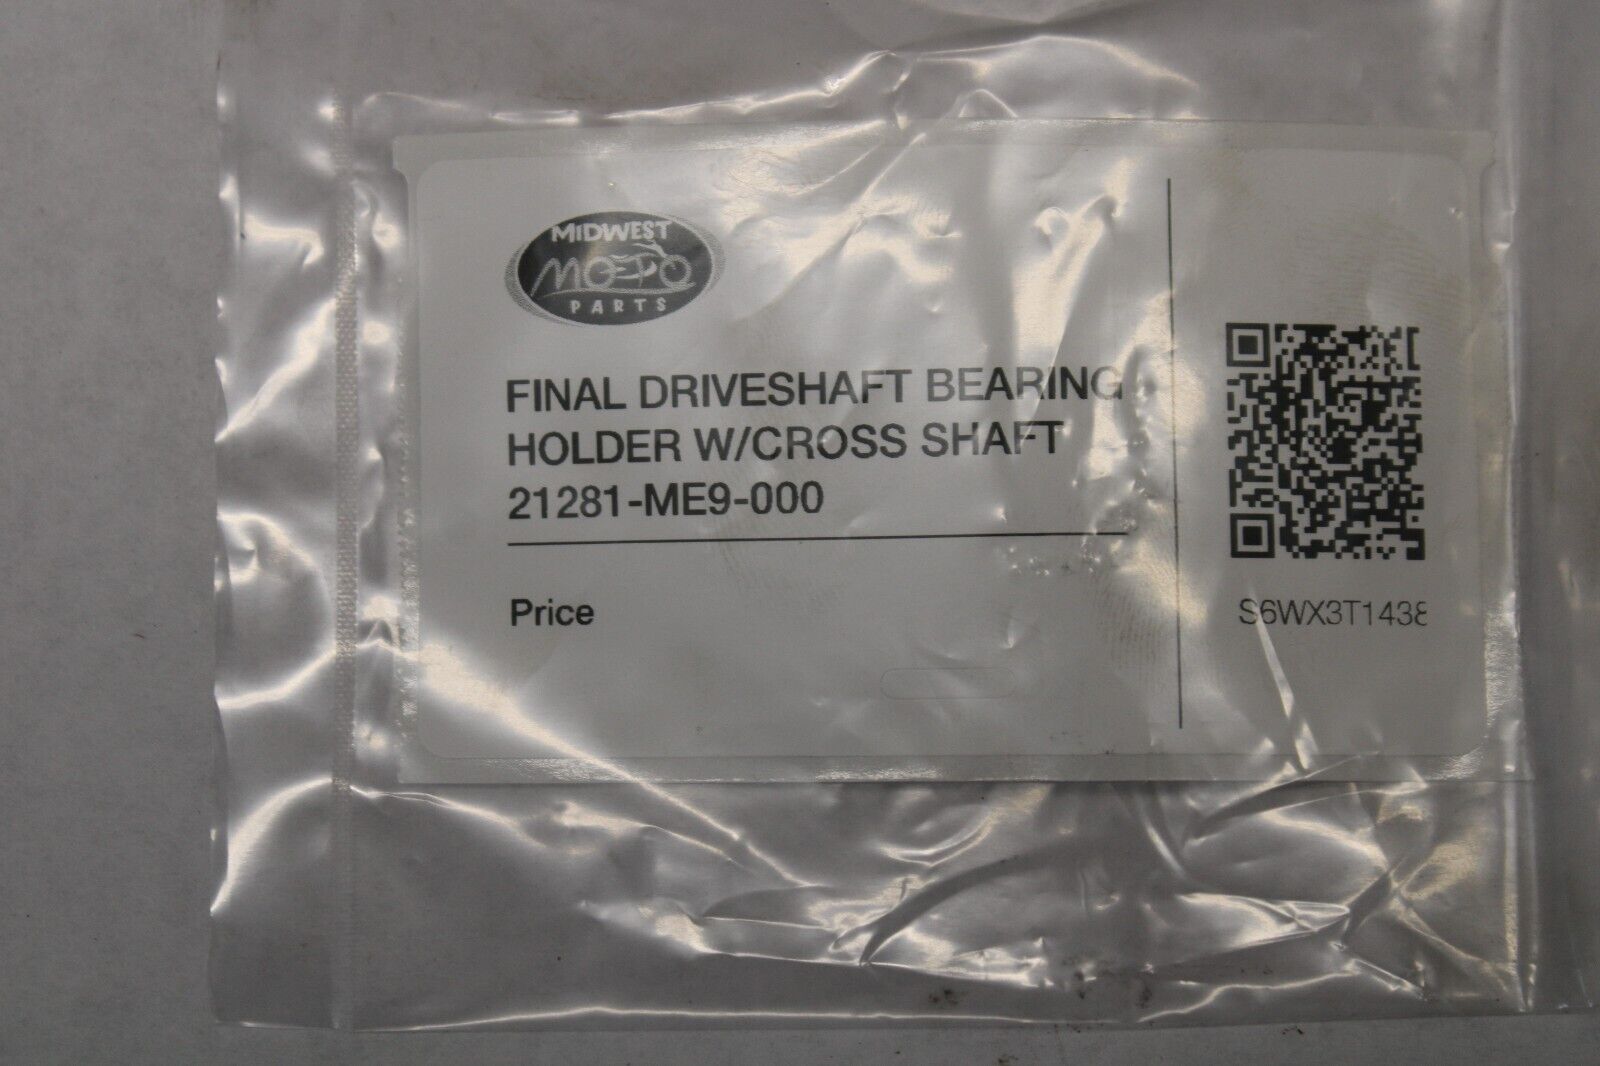 MIDWEST
MOTO
PARTS
FINAL DRIVESHAFT BEARING
HOLDER W/CROSS SHAFT
21281-ME9-000
Price
S6WX3T1438